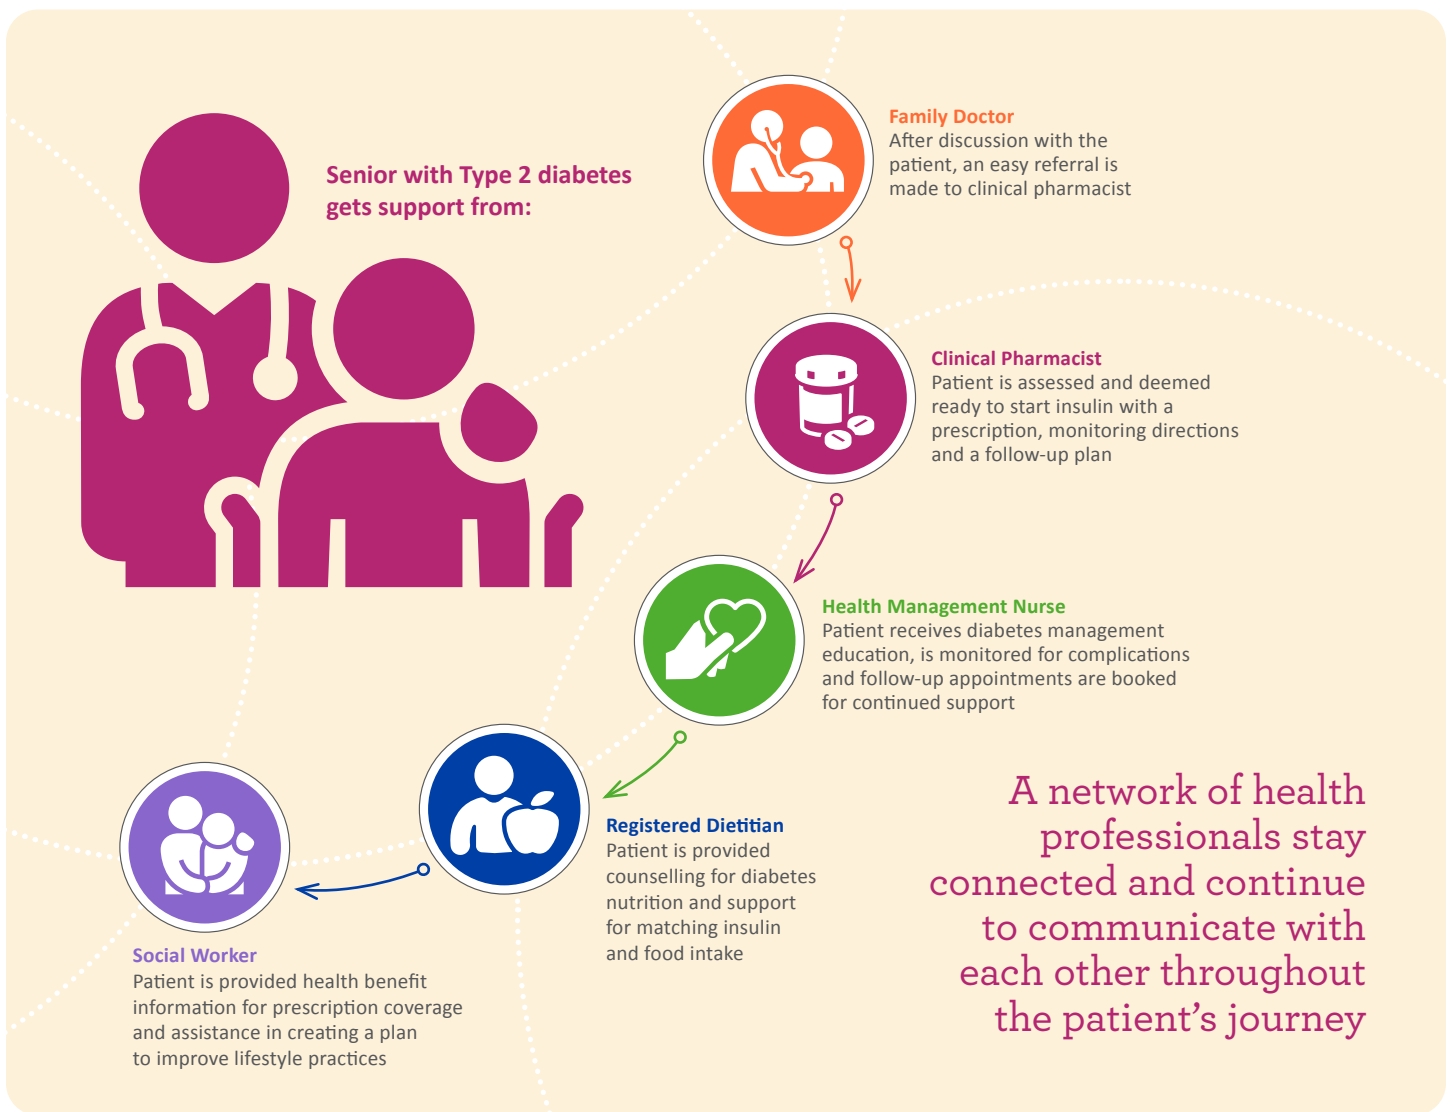 Senior with Type 2 diabetes
gets support from:
Family Doctor
After discussion with the
patient, an easy referral is
made to clinical pharmacist
Clinical Pharmacist
Patient is assessed and deemed
ready to start insulin with a
prescription, monitoring directions
and a follow-up plan
Health Management Nurse
Patient receives diabetes management
education, is monitored for complications
and follow-up appointments are booked
for continued support
Registered Dietitian
Patient is provided
counselling for diabetes
nutrition and support
for matching insulin
and food intake
Social Worker
Patient is provided health benefit
information for prescription coverage
and assistance in creating a plan
to improve lifestyle practices
A network of health
professionals stay
connected and continue
to communicate with
each other throughout
the patient's journey